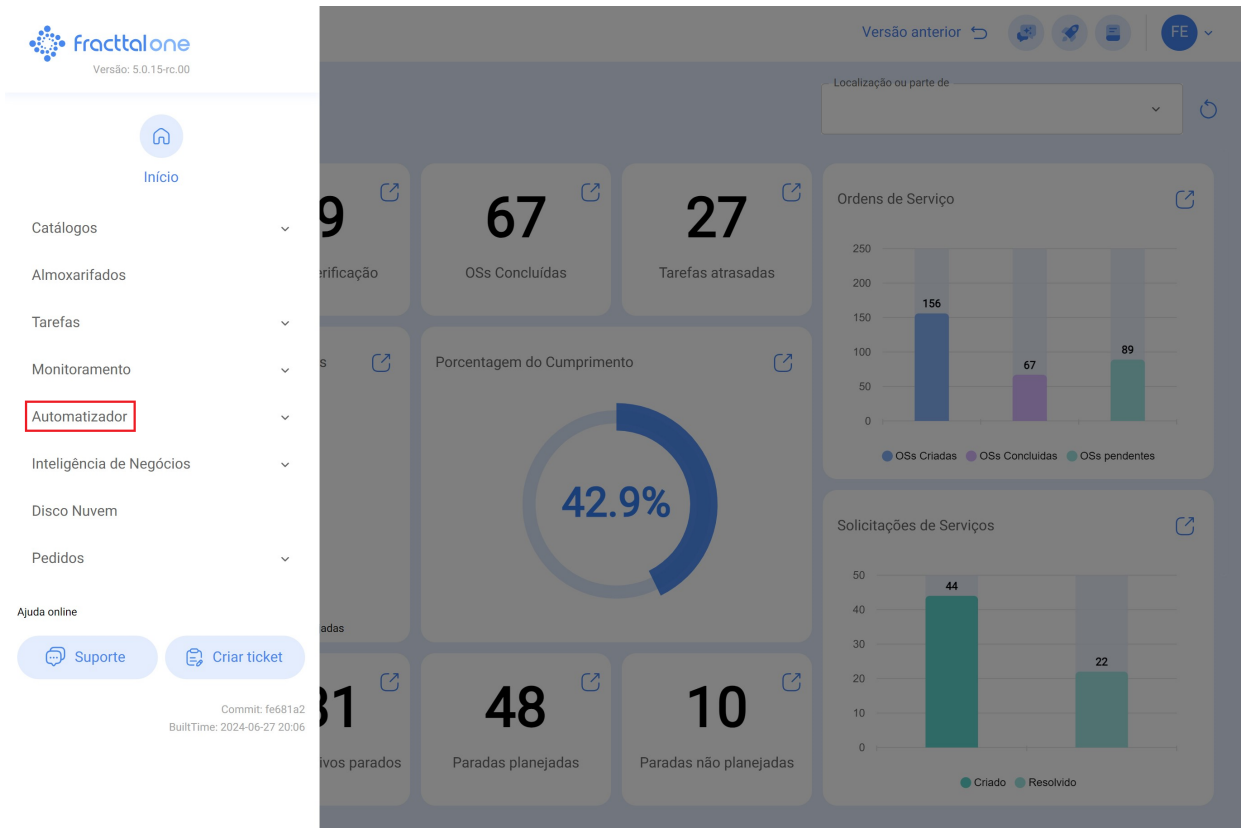 fracttal one
Versão: 5.0.15-rc.00
Início
Catálogos
Almoxarifados
Tarefas
Monitoramento
Automatizador
Inteligência de Negócios
Disco Nuvem
Pedidos
Ajuda online
Suporte
Criar ticket
Commit: fe681a2
BuiltTime: 2024-06-27 20:06
Versão anterior
FE
Localização ou parte de
9
erificação
67
OSs Concluídas
27
Tarefas atrasadas
Ordens de Serviço
250
200
150
100
50
0
156
67
89
OSs Criadas OSs Concluidas OSs pendentes
s
adas
Porcentagem do Cumprimento
42.9%
Solicitações de Serviços
50
40
30
20
10
0
44
22
Criado Resolvido
31
ivos parados
48
Paradas planejadas
10
Paradas não planejadas